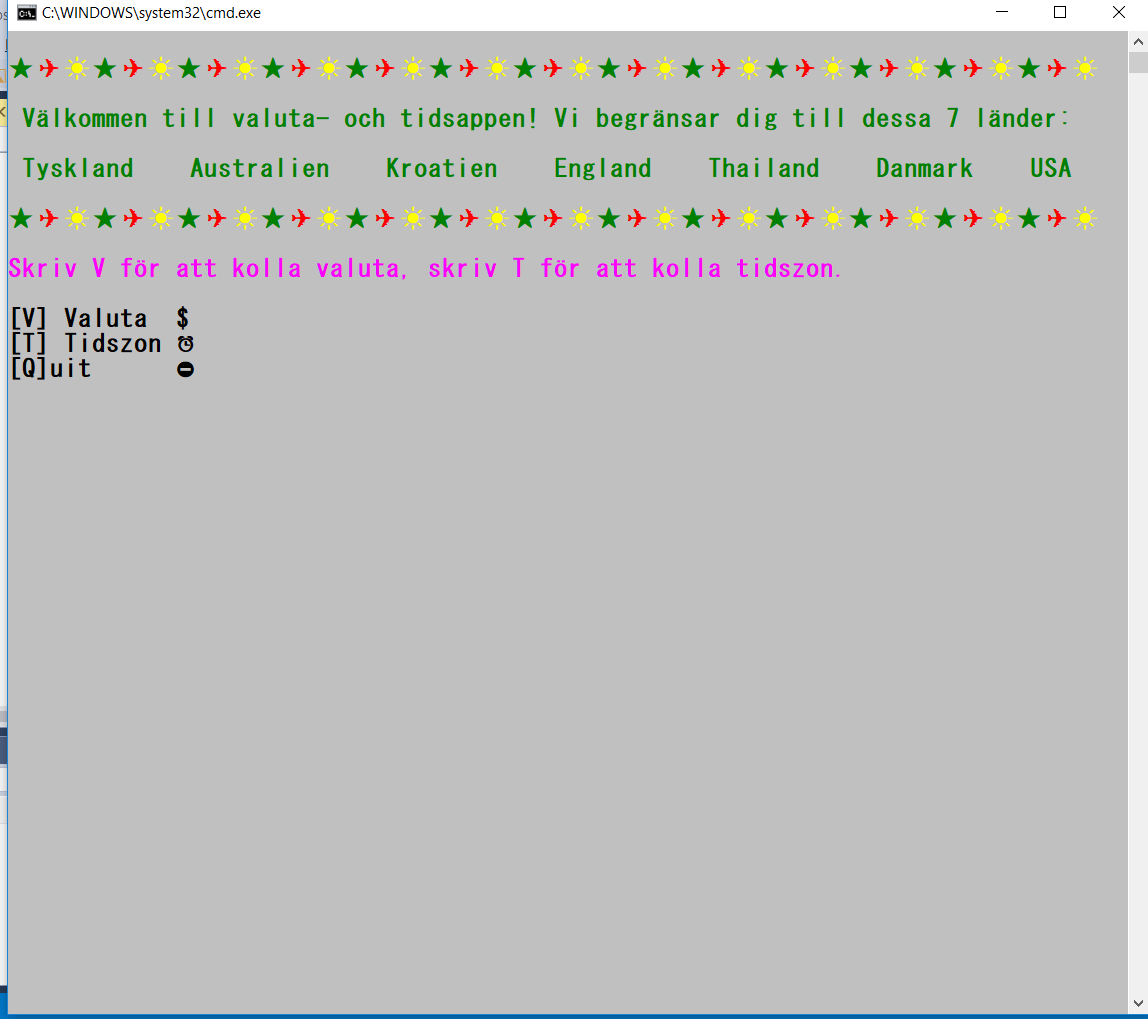 C:\WINDOWS\system32\cmd.exe
★✈☀★✈☀★✈☀★✈☀★✈☀★✈☀★✈☀★✈☀★✈☀★✈☀★✈☀★✈☀★✈☀
Välkommen till valuta- och tidsappen! Vi begränsar dig till dessa 7 länder:
Tyskland Australien Kroatien England Thailand Danmark USA
★✈☀★✈☀★✈☀★✈☀★✈☀★✈☀★✈☀★✈☀★✈☀★✈☀★✈☀★✈☀★✈☀
Skriv V för att kolla valuta, skriv T för att kolla tidszon.
[V] Valuta $
[T] Tidszon ⏰
[Q]uit ⛔